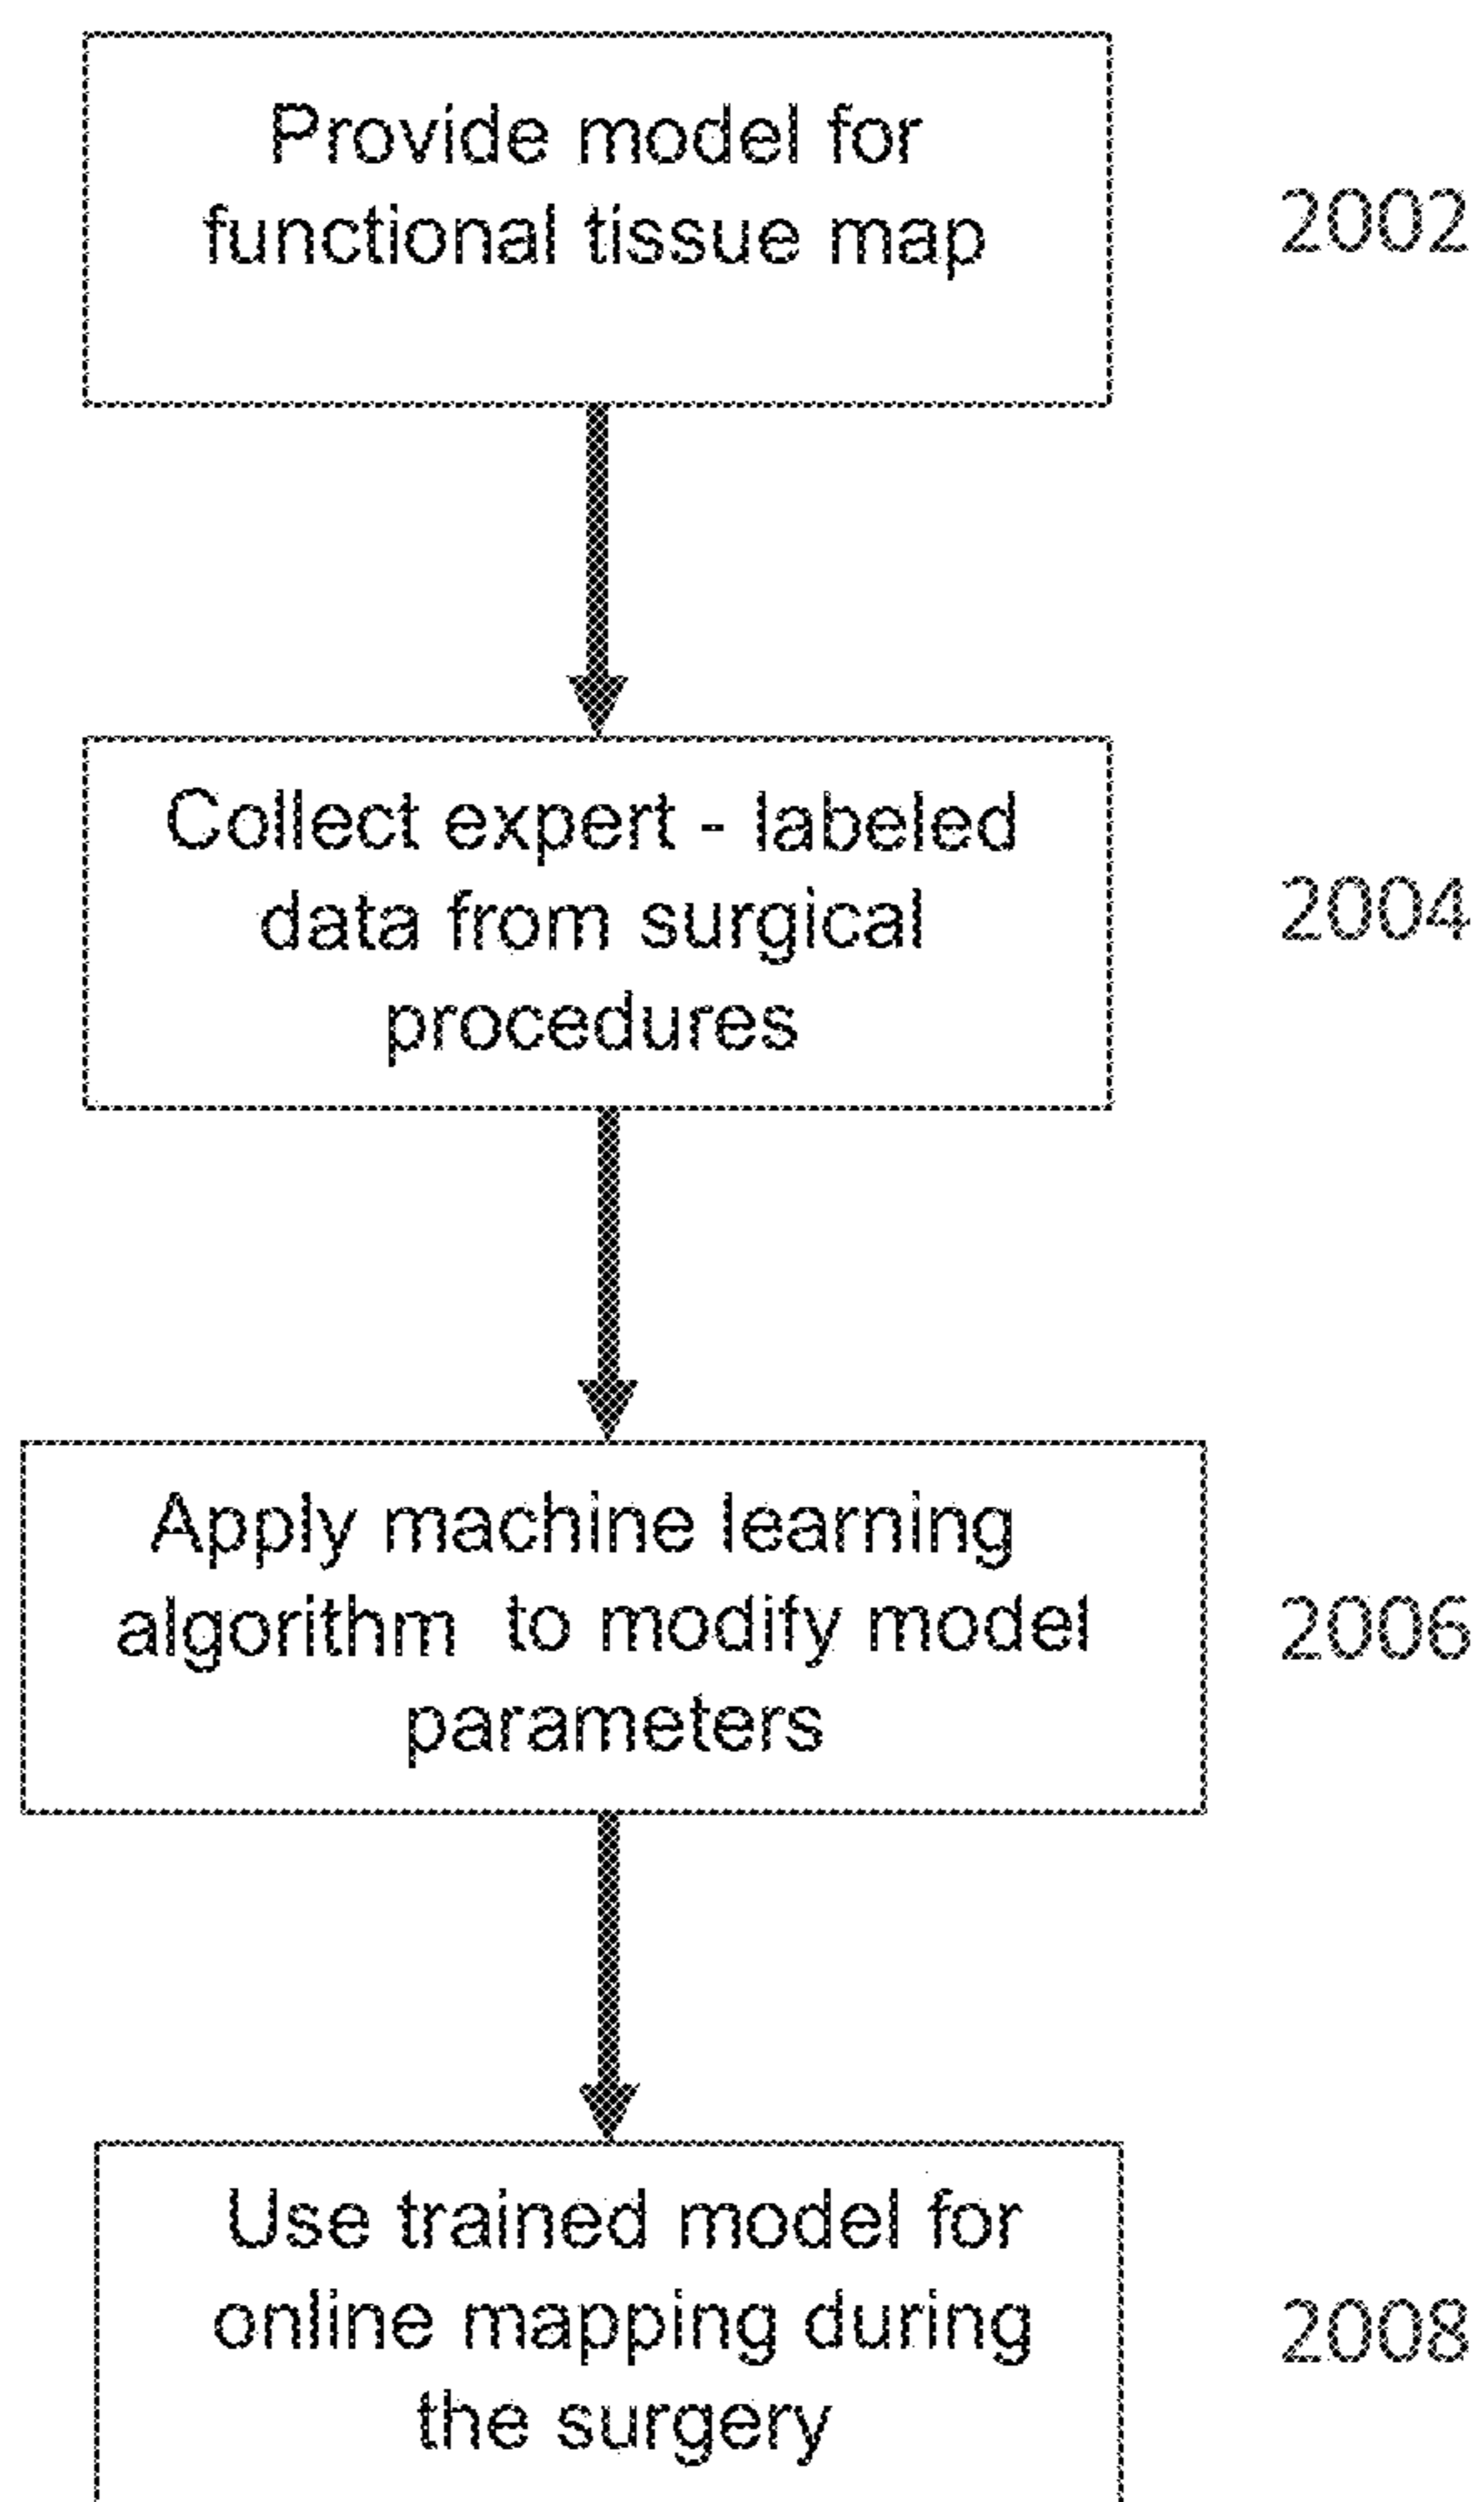 Provide model for
functional tissue map
2002
Collect expert - labeled
data from surgical
procedures
2004
Apply machine learning
algorithm to modify model
parameters
2006
Use trained model for
online mapping during
the surgery
2008